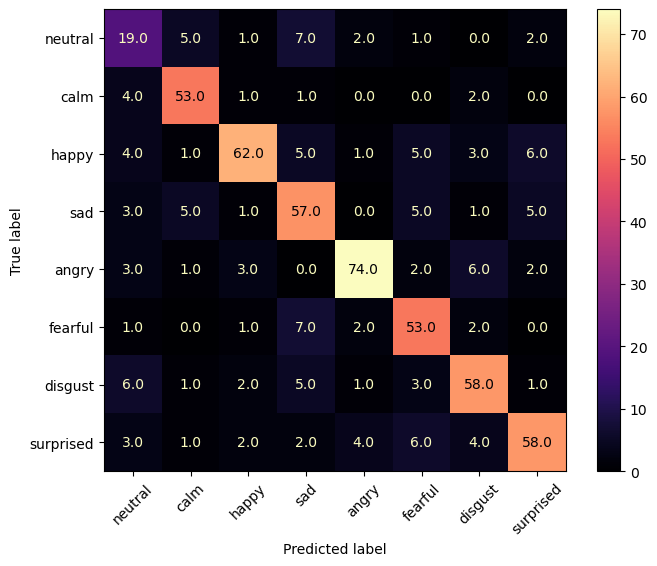 neutral 19.0 5.0 1.0 7.0 2.0 1.0 0.0 2.0 70
calm 4.0 53.0 1.0 1.0 0.0 0.0 2.0 0.0 60
happy 4.0 1.0 62.0 5.0 1.0 5.0 3.0 6.0 50
sad 3.0 5.0 1.0 57.0 0.0 5.0 1.0 5.0 40
True label
angry 3.0 1.0 3.0 0.0 74.0 2.0 6.0 2.0 30
fearful 1.0 0.0 1.0 7.0 2.0 53.0 2.0 0.0 20
disgust 6.0 1.0 2.0 5.0 1.0 3.0 58.0 1.0 10
surprised 3.0 1.0 2.0 2.0 4.0 6.0 4.0 58.0 0
neutral calm happy sad angry fearful disgust surprised
Predicted label